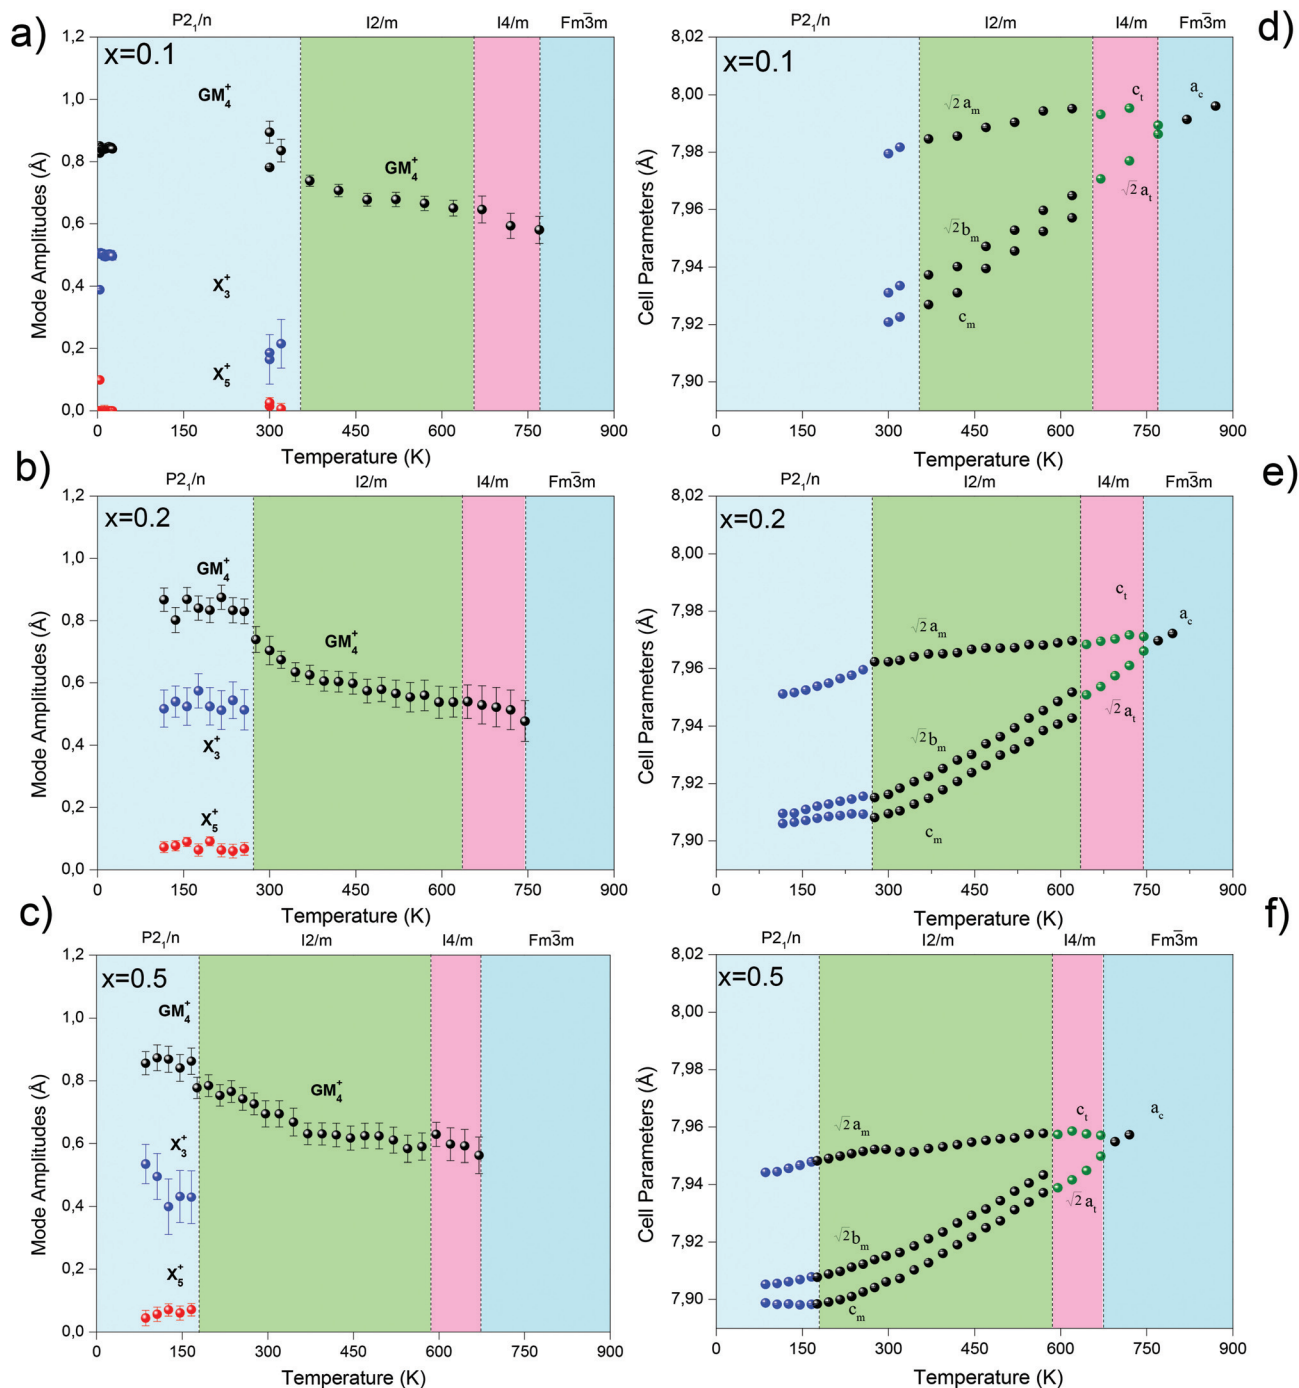 a)
P2₁/n I2/m I4/m Fm3̅m
x=0.1
1,2
1,0
0,8
0,6
0,4
0,2
0,0
Mode Amplitudes (Å)
GM₄⁺
GM₄⁺
X₃⁺
X₅⁺
0 150 300 450 600 750 900
Temperature (K)
d)
P2₁/n I2/m I4/m Fm3̅m
x=0.1
8,02
8,00
7,98
7,96
7,94
7,92
7,90
Cell Parameters (Å)
√2 a_m
c_t
a_c
√2 a_t
√2 b_m
c_m
0 150 300 450 600 750 900
Temperature (K)
b)
P2₁/n I2/m I4/m Fm3̅m
x=0.2
1,2
1,0
0,8
0,6
0,4
0,2
0,0
Mode Amplitudes (Å)
GM₄⁺
GM₄⁺
X₃⁺
X₅⁺
0 150 300 450 600 750 900
Temperature (K)
e)
P2₁/n I2/m I4/m Fm3̅m
x=0.2
8,02
8,00
7,98
7,96
7,94
7,92
7,90
Cell Parameters (Å)
c_t
a_c
√2 a_m
√2 a_t
√2 b_m
c_m
0 150 300 450 600 750 900
Temperature (K)
c)
P2₁/n I2/m I4/m Fm3̅m
x=0.5
1,2
1,0
0,8
0,6
0,4
0,2
0,0
Mode Amplitudes (Å)
GM₄⁺
GM₄⁺
X₃⁺
X₅⁺
0 150 300 450 600 750 900
Temperature (K)
f)
P2₁/n I2/m I4/m Fm3̅m
x=0.5
8,02
8,00
7,98
7,96
7,94
7,92
7,90
Cell Parameters (Å)
c_t
a_c
√2 a_m
√2 a_t
√2 b_m
c_m
0 150 300 450 600 750 900
Temperature (K)